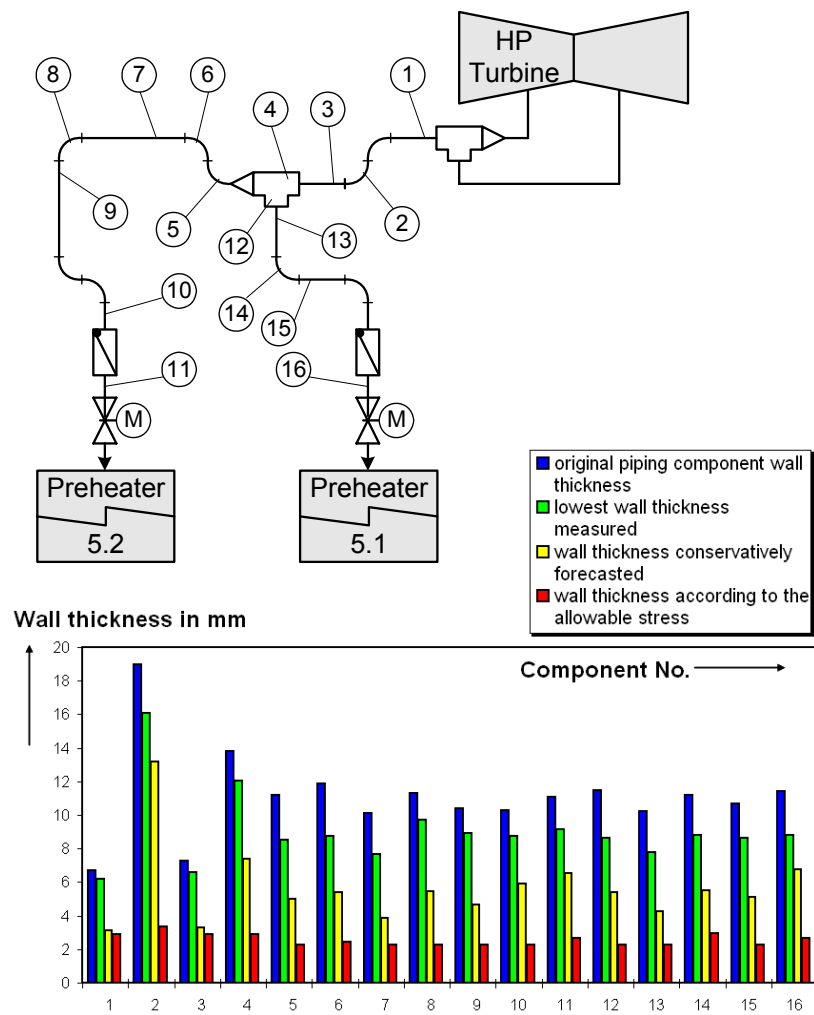 HP
Turbine
8
7
6
4
3
1
9
5
12
13
2
10
14
15
11
16
M
M
Preheater
5.2
Preheater
5.1
original piping component wall
thickness
lowest wall thickness
measured
wall thickness conservatively
forecasted
wall thickness according to the
allowable stress
Wall thickness in mm
Component No.
20
18
16
14
12
10
8
6
4
2
0
1 2 3 4 5 6 7 8 9 10 11 12 13 14 15 16